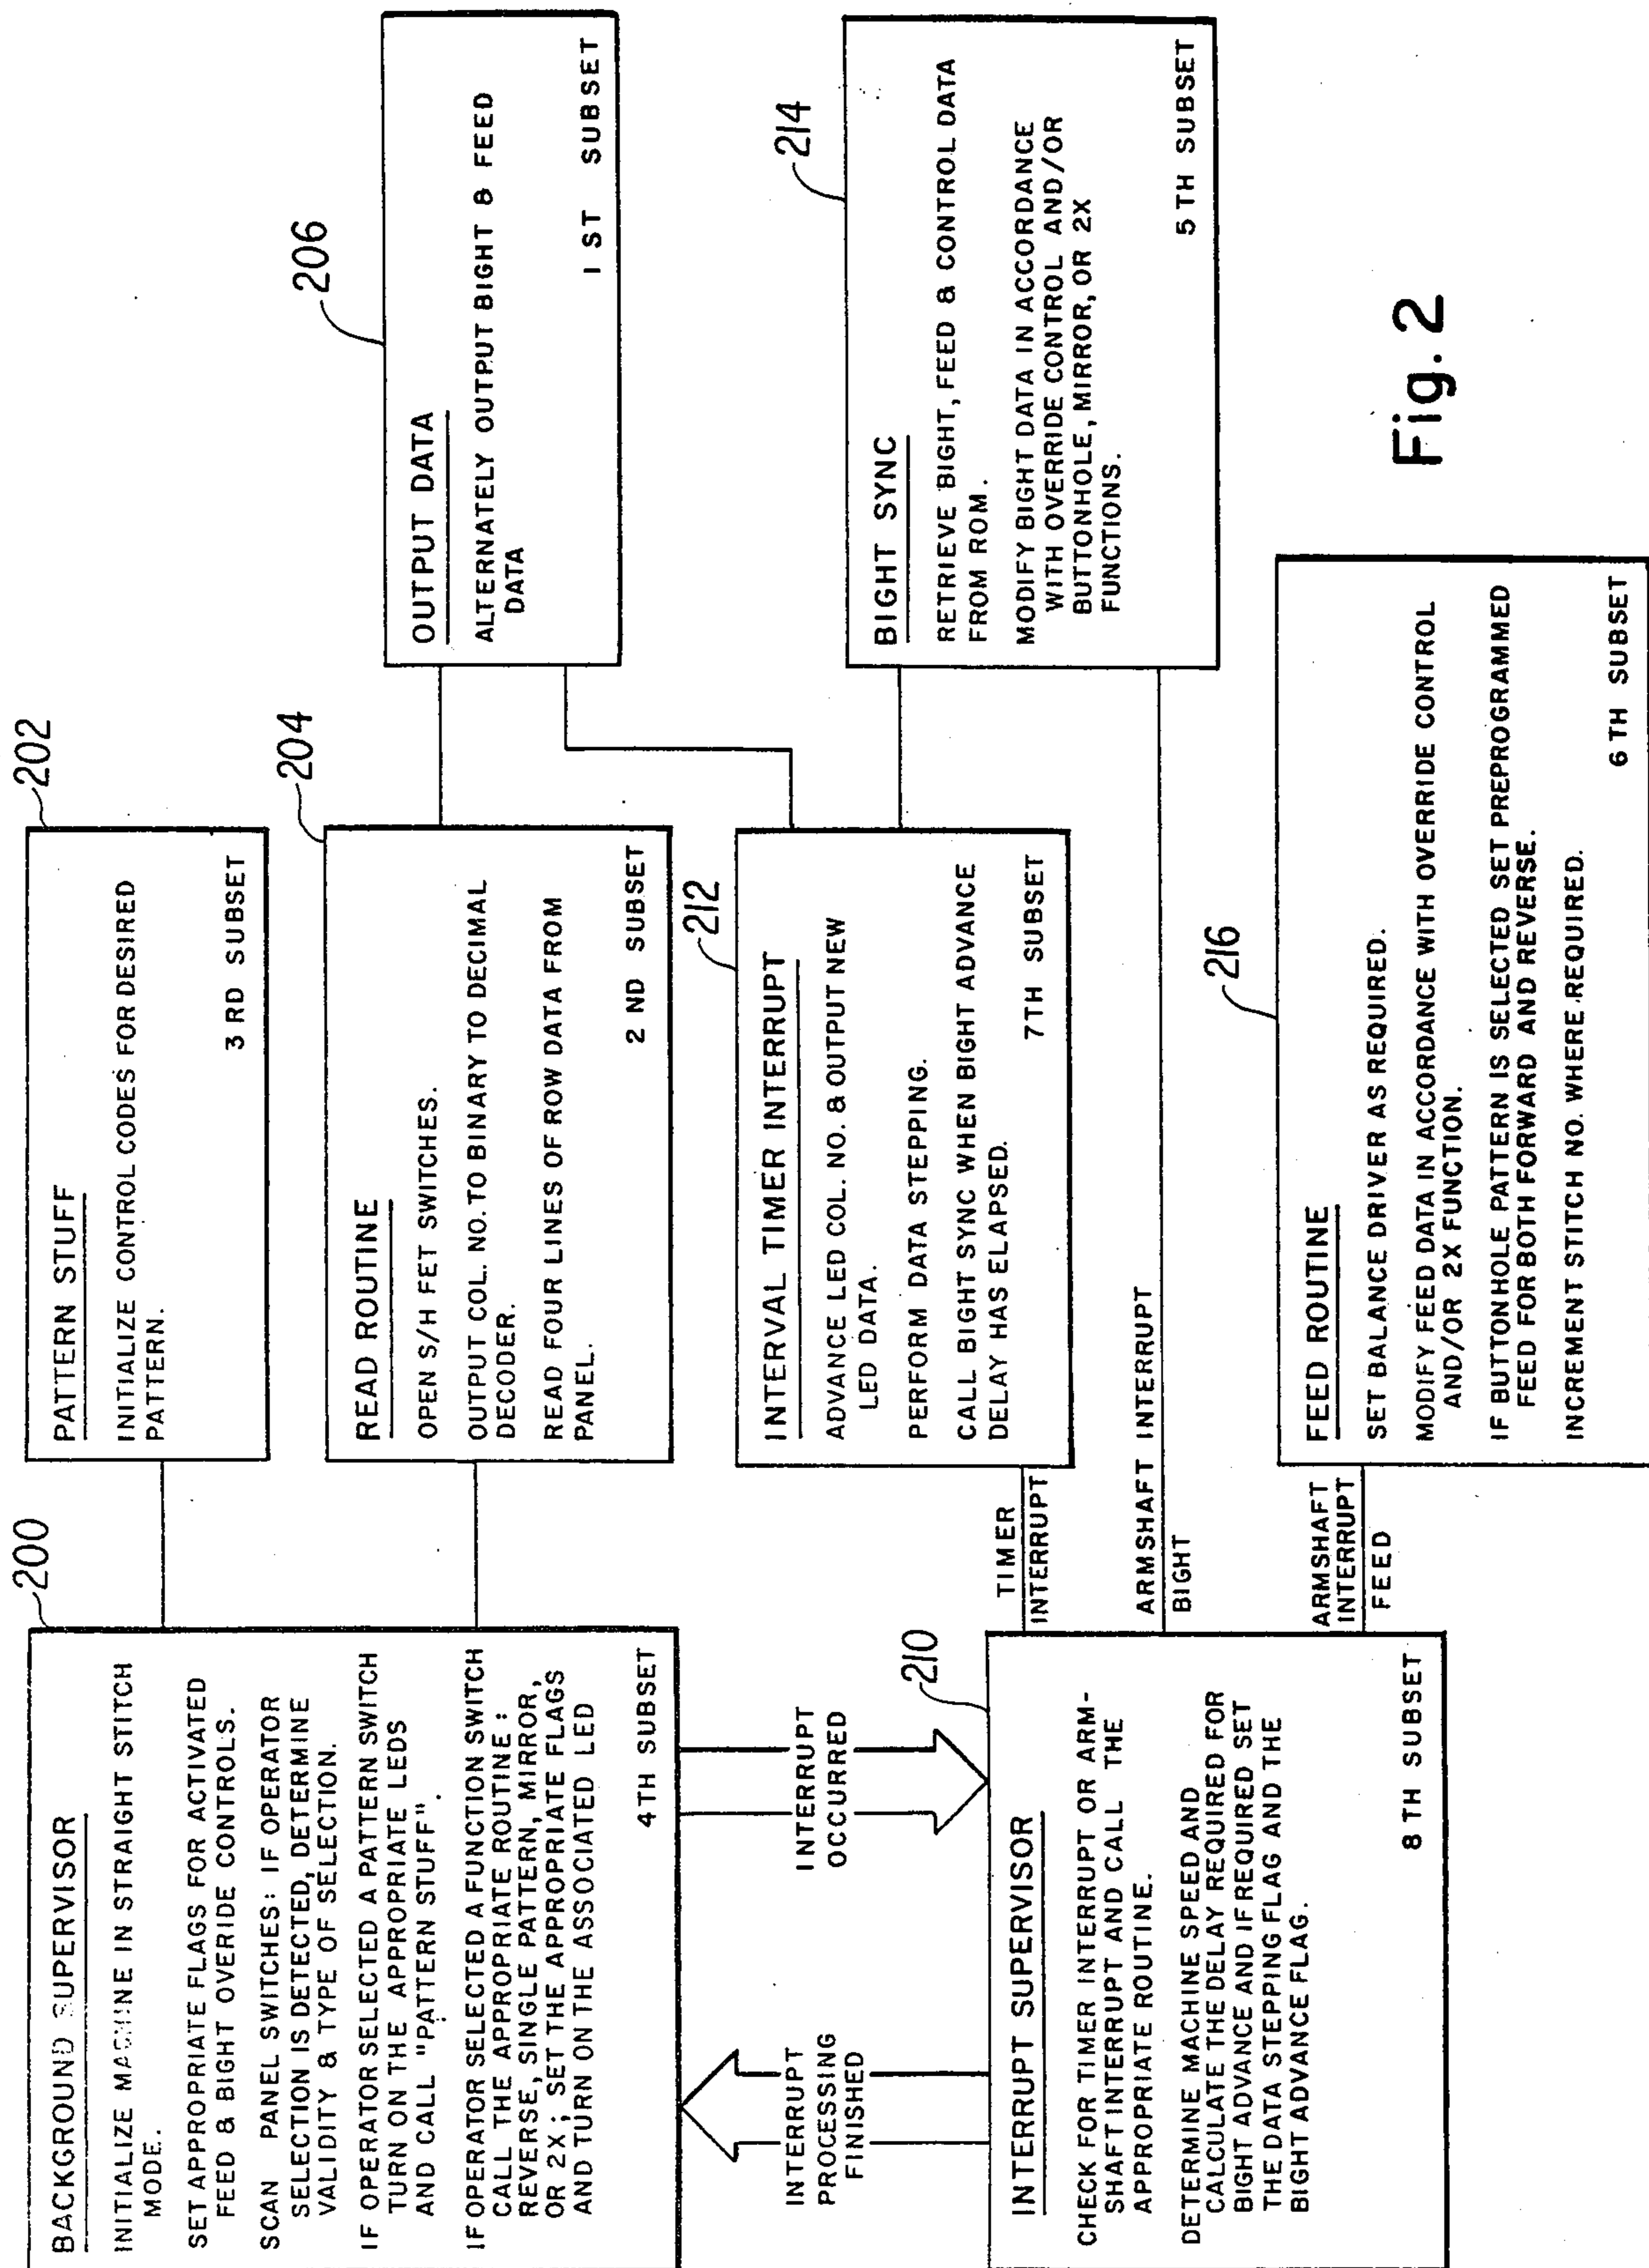 200
BACKGROUND SUPERVISOR
INITIALIZE MACHINE IN STRAIGHT STITCH
MODE.
SET APPROPRIATE FLAGS FOR ACTIVATED
FEED & BIGHT OVERIDE CONTROLS.
SCAN PANEL SWITCHES: IF OPERATOR
SELECTION IS DETECTED, DETERMINE
VALIDITY & TYPE OF SELECTION.
IF OPERATOR SELECTED A PATTERN SWITCH
TURN ON THE APPROPRIATE LEDS
AND CALL "PATTERN STUFF".
IF OPERATOR SELECTED A FUNCTION SWITCH
CALL THE APPROPRIATE ROUTINE:
REVERSE, SINGLE PATTERN, MIRROR,
OR 2X; SET THE APPROPRIATE FLAGS
AND TURN ON THE ASSOCIATED LED
4TH SUBSET
202
PATTERN STUFF
INITIALIZE CONTROL CODES FOR DESIRED
PATTERN.
3 RD SUBSET
204
READ ROUTINE
OPEN S/H FET SWITCHES.
OUTPUT COL. NO. TO BINARY TO DECIMAL
DECODER.
READ FOUR LINES OF ROW DATA FROM
PANEL.
2 ND SUBSET
206
OUTPUT DATA
ALTERNATELY OUTPUT BIGHT & FEED
DATA
1 ST SUBSET
INTERRUPT
PROCESSING
FINISHED
INTERRUPT
OCCURRED
210
INTERRUPT SUPERVISOR
CHECK FOR TIMER INTERRUPT OR ARM-
SHAFT INTERRUPT AND CALL THE
APPROPRIATE ROUTINE.
DETERMINE MACHINE SPEED AND
CALCULATE THE DELAY REQUIRED FOR
BIGHT ADVANCE AND IF REQUIRED SET
THE DATA STEPPING FLAG AND THE
BIGHT ADVANCE FLAG.
8 TH SUBSET
TIMER
INTERRUPT
ARMSHAFT INTERRUPT
BIGHT
ARMSHAFT
INTERRUPT
FEED
212
INTERVAL TIMER INTERRUPT
ADVANCE LED COL. NO. & OUTPUT NEW
LED DATA.
PERFORM DATA STEPPING.
CALL BIGHT SYNC WHEN BIGHT ADVANCE
DELAY HAS ELAPSED.
7TH SUBSET
214
BIGHT SYNC
RETRIEVE BIGHT, FEED & CONTROL DATA
FROM ROM.
MODIFY BIGHT DATA IN ACCORDANCE
WITH OVERRIDE CONTROL AND/OR
BUTTONHOLE, MIRROR, OR 2X
FUNCTIONS.
5 TH SUBSET
216
FEED ROUTINE
SET BALANCE DRIVER AS REQUIRED.
MODIFY FEED DATA IN ACCORDANCE WITH OVERRIDE CONTROL
AND/OR 2X FUNCTION.
IF BUTTONHOLE PATTERN IS SELECTED SET PREPROGRAMMED
FEED FOR BOTH FORWARD AND REVERSE.
INCREMENT STITCH NO. WHERE REQUIRED.
6 TH SUBSET
Fig. 2